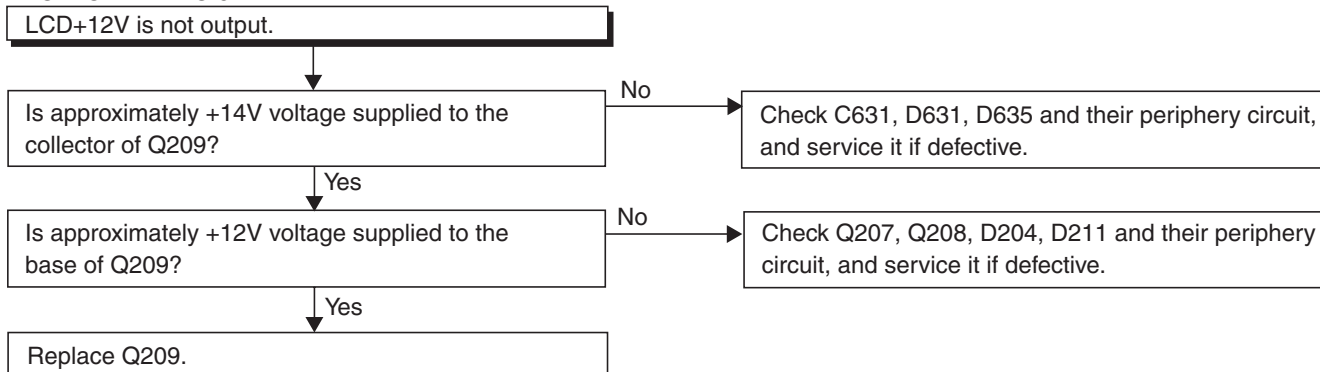 LCD+12V is not output.
Is approximately +14V voltage supplied to the
collector of Q209?
No
Check C631, D631, D635 and their periphery circuit,
and service it if defective.
Yes
Is approximately +12V voltage supplied to the
base of Q209?
No
Check Q207, Q208, D204, D211 and their periphery
circuit, and service it if defective.
Yes
Replace Q209.